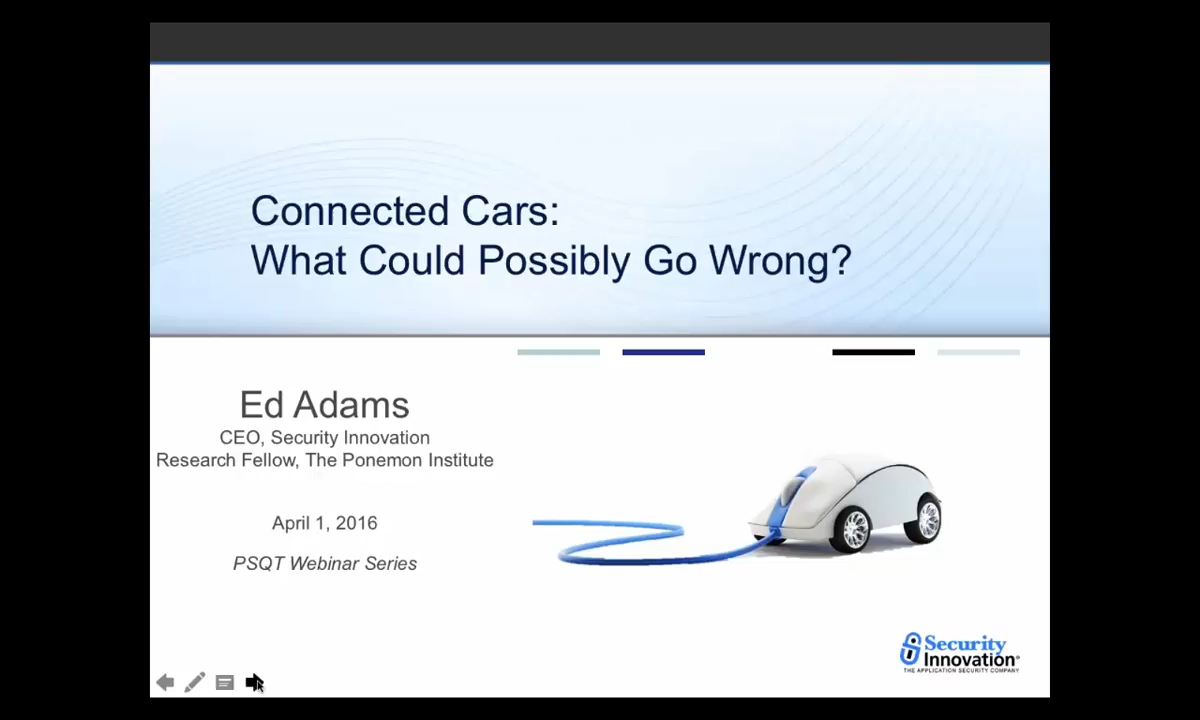 Connected Cars:
What Could Possibly Go Wrong?
Ed Adams
CEO, Security Innovation
Research Fellow, The Ponemon Institute
April 1, 2016
PSQT Webinar Series
Security
Innovation®
THE APPLICATION SECURITY COMPANY